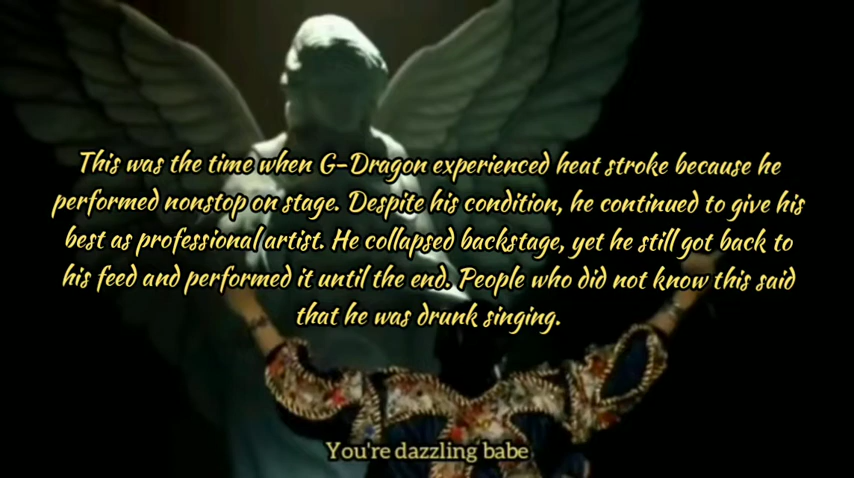 This was the time when G-Dragon experienced heat stroke because he
performed nonstop on stage. Despite his condition, he continued to give his
best as professional artist. He collapsed backstage, yet he still got back to
his feed and performed it until the end. People who did not know this said
that he was drunk singing.
You're dazzling babe